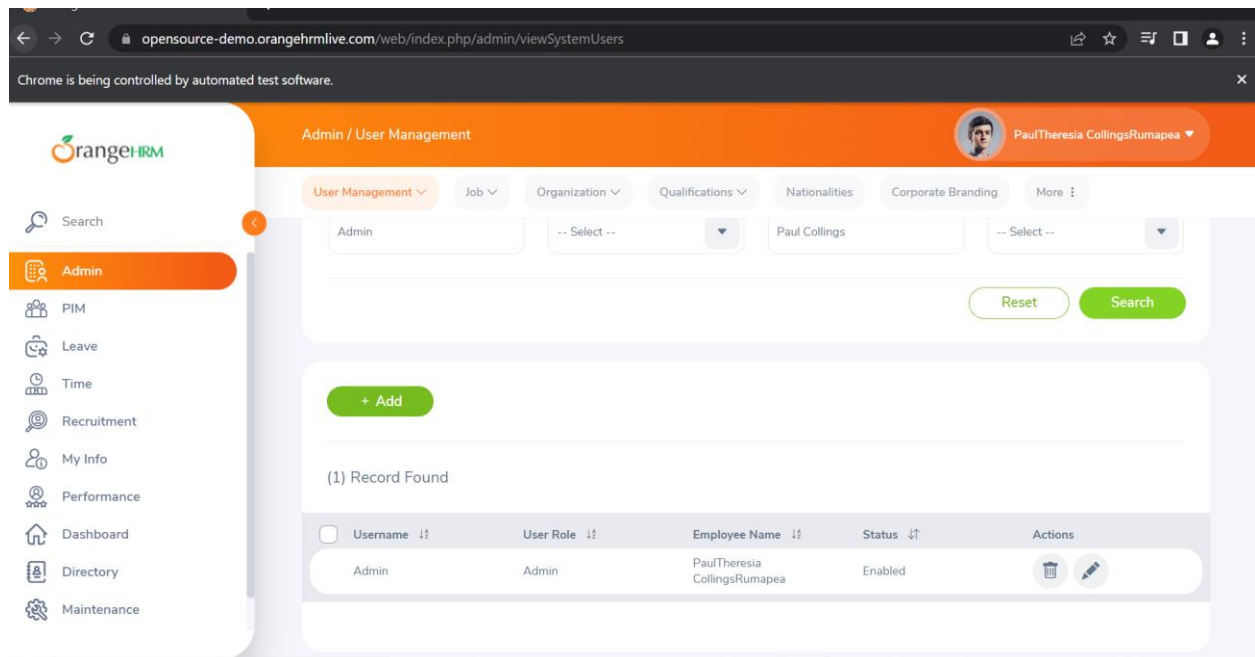 opensource-demo.orangehrmlive.com/web/index.php/admin/viewSystemUsers
Chrome is being controlled by automated test software.
OrangeHRM
Admin / User Management
PaulTheresia CollingsRumapea
User Management
Job
Organization
Qualifications
Nationalities
Corporate Branding
More
Search
Admin
PIM
Leave
Time
Recruitment
My Info
Performance
Dashboard
Directory
Maintenance
Admin
-- Select --
Paul Collings
-- Select --
Reset
Search
+ Add
(1) Record Found
Username
User Role
Employee Name
Status
Actions
Admin
Admin
PaulTheresia
CollingsRumapea
Enabled